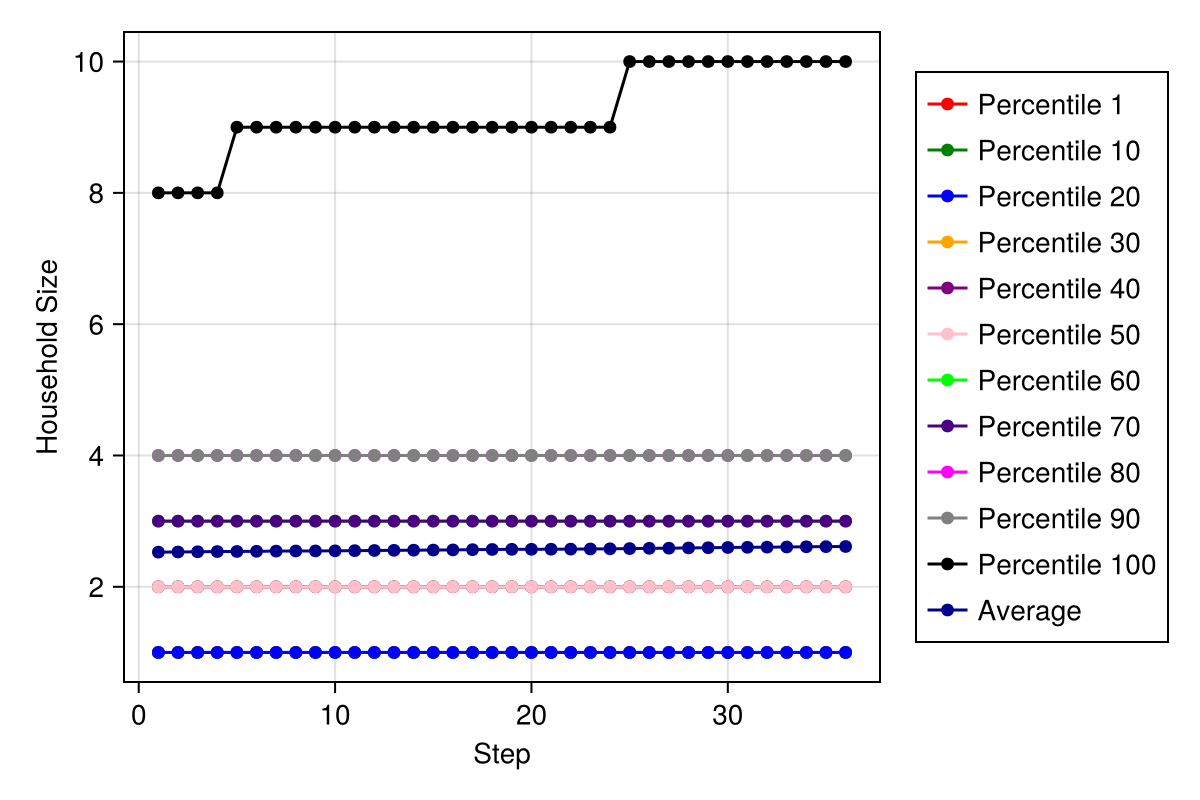 10
8
6
4
2
Household Size
0 10 20 30
Step
Percentile 1
Percentile 10
Percentile 20
Percentile 30
Percentile 40
Percentile 50
Percentile 60
Percentile 70
Percentile 80
Percentile 90
Percentile 100
Average